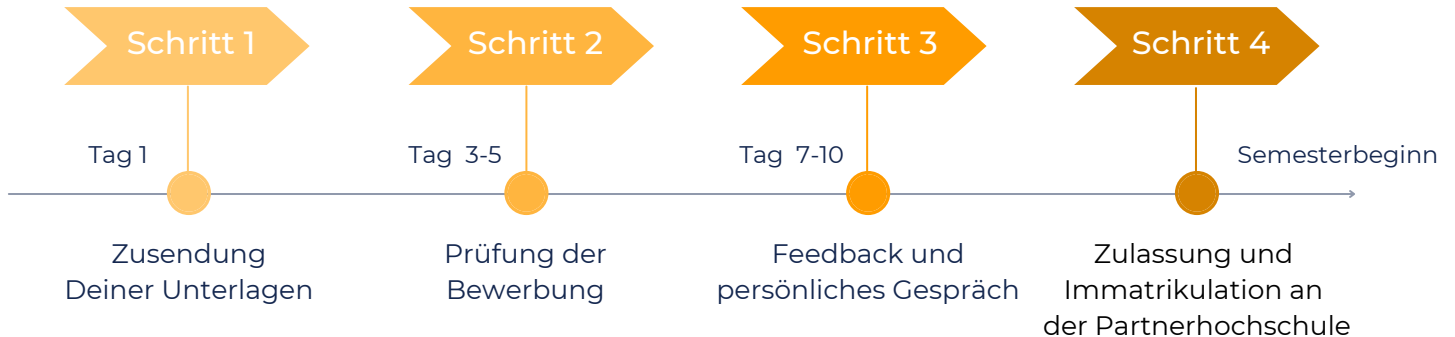 Schritt 1
Schritt 2
Schritt 3
Schritt 4
Tag 1
Tag 3-5
Tag 7-10
Semesterbeginn
Zusendung
Deiner Unterlagen
Prüfung der
Bewerbung
Feedback und
persönliches Gespräch
Zulassung und
Immatrikulation an
der Partnerhochschule